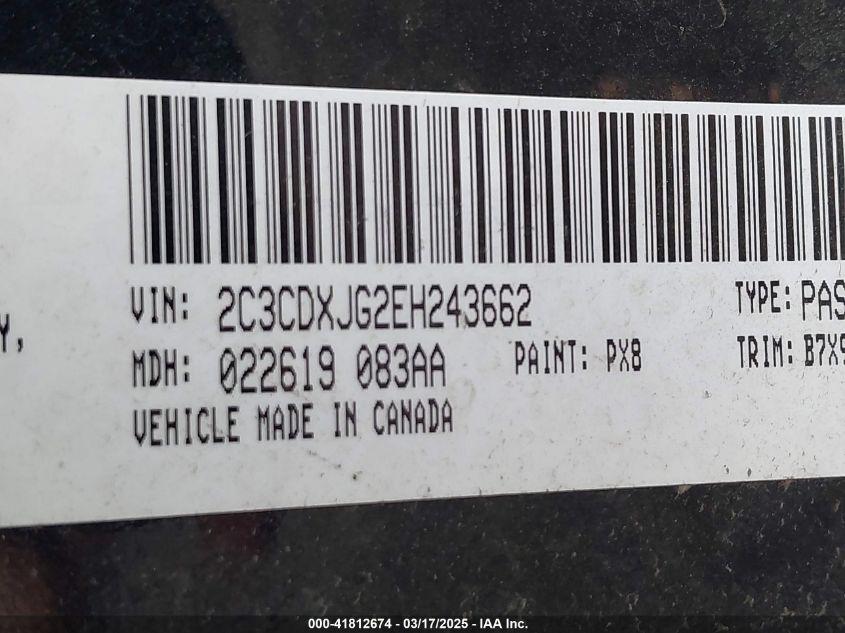 VIN: 2C3CDXJG2EH243662 TYPE: PAS
Y,
MDH: 022619 083AA PAINT: PX8 TRIM: B7X9
VEHICLE MADE IN CANADA
000-41812674 - 03/17/2025 - IAA Inc.